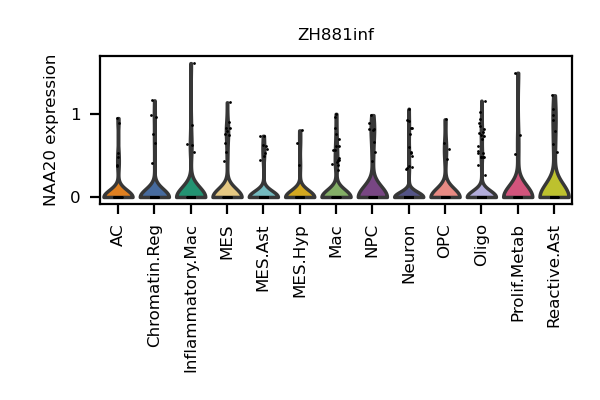 ZH881inf
NAA20 expression
1
0
AC
Chromatin.Reg
Inflammatory.Mac
MES
MES.Ast
MES.Hyp
Mac
NPC
Neuron
OPC
Oligo
Prolif.Metab
Reactive.Ast